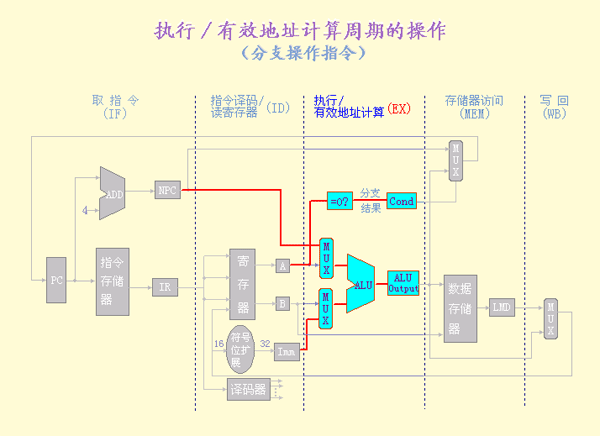 执行／有效地址计算周期的操作
（分支操作指令）
取 指 令
(IF)
指令译码/
读寄存器
(ID)
执行/
有效地址计算
(EX)
存储器访问
(MEM)
写 回
(WB)
MUX
ADD
NPC
4
=0?
分支
结果
Cond
PC
指令
存储
器
IR
寄
存
器
A
B
MUX
MUX
ALU
ALU
Output
数据
存储
器
LMD
MUX
16
符号
位扩
展
32
Imm
译码器